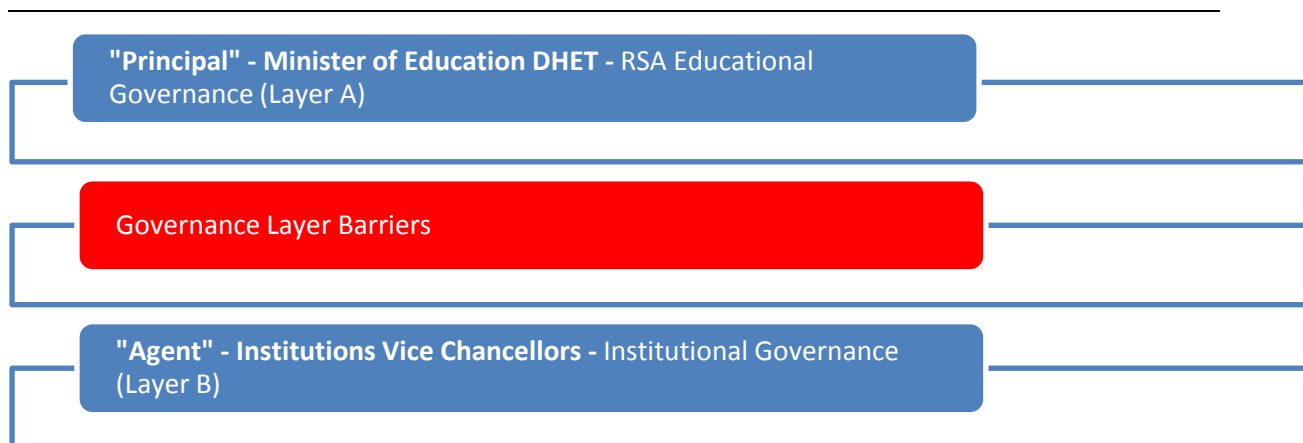 "Principal" - Minister of Education DHET - RSA Educational
Governance (Layer A)
Governance Layer Barriers
"Agent" - Institutions Vice Chancellors - Institutional Governance
(Layer B)